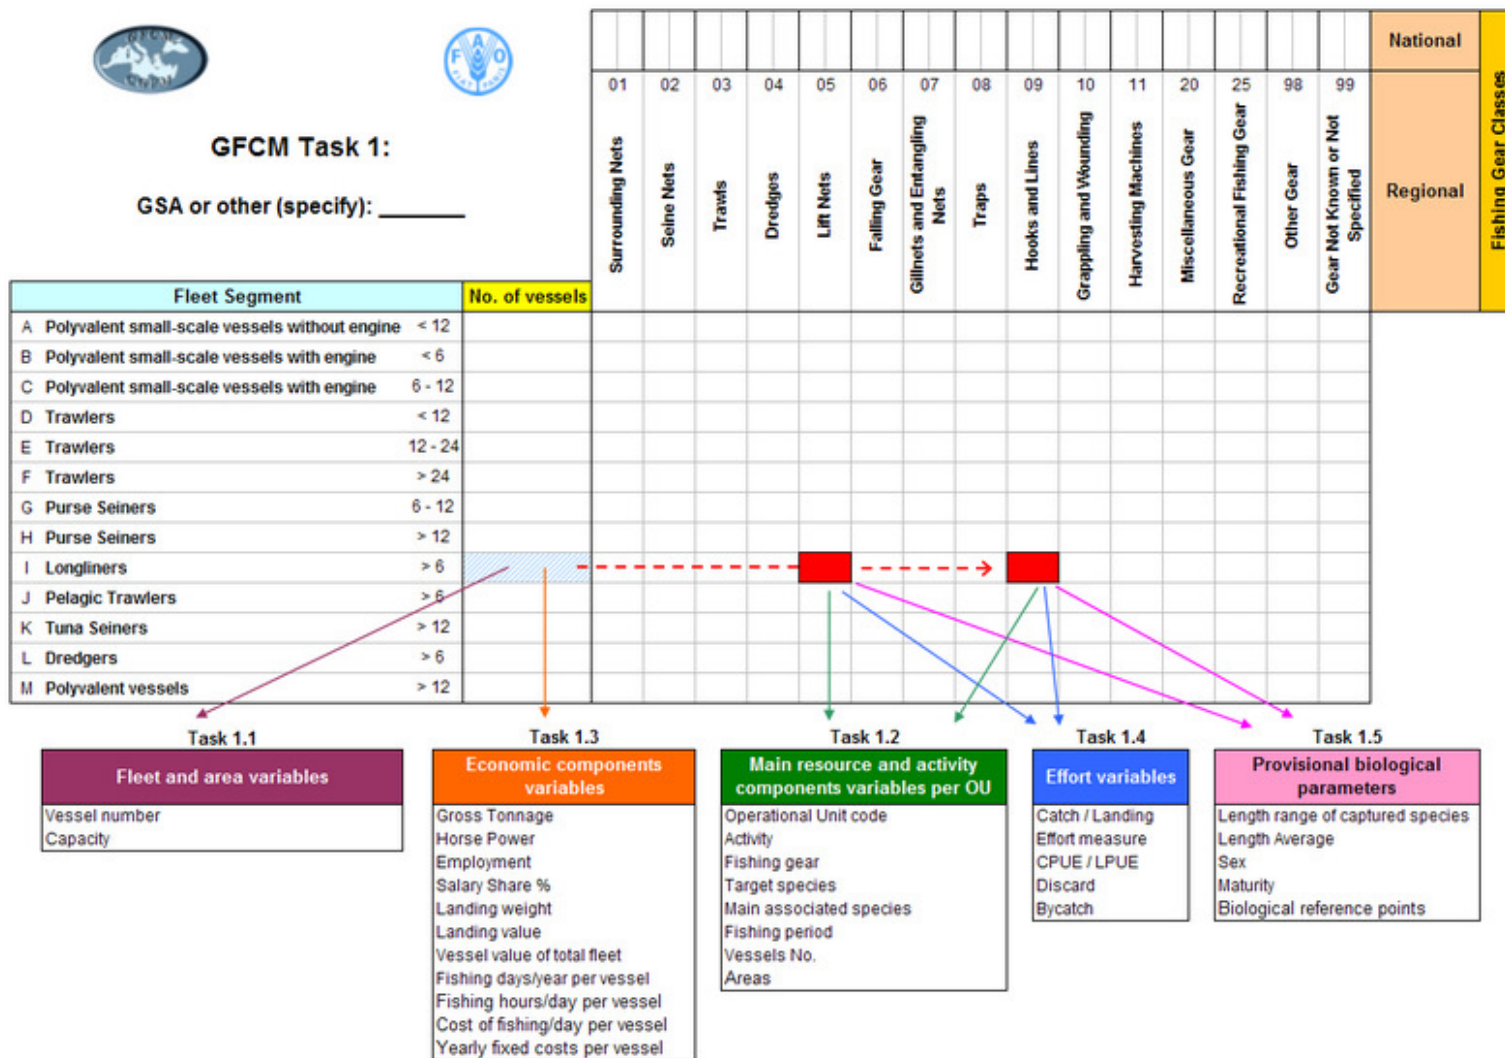 F A O
FIAT PANIS
GFCM Task 1:
GSA or other (specify): ______
National
Regional
Fishing Gear Classes
01 02 03 04 05 06 07 08 09 10 11 20 25 98 99
Surrounding Nets
Seine Nets
Trawls
Dredges
Lift Nets
Falling Gear
Gillnets and Entangling
Nets
Traps
Hooks and Lines
Grappling and Wounding
Harvesting Machines
Miscellaneous Gear
Recreational Fishing Gear
Other Gear
Gear Not Known or Not
Specified
Fleet Segment No. of vessels
A Polyvalent small-scale vessels without engine < 12
B Polyvalent small-scale vessels with engine < 6
C Polyvalent small-scale vessels with engine 6 - 12
D Trawlers < 12
E Trawlers 12 - 24
F Trawlers > 24
G Purse Seiners 6 - 12
H Purse Seiners > 12
I Longliners > 6
J Pelagic Trawlers > 6
K Tuna Seiners > 12
L Dredgers > 6
M Polyvalent vessels > 12
Task 1.1
Fleet and area variables
Vessel number
Capacity
Task 1.3
Economic components
variables
Gross Tonnage
Horse Power
Employment
Salary Share %
Landing weight
Landing value
Vessel value of total fleet
Fishing days/year per vessel
Fishing hours/day per vessel
Cost of fishing/day per vessel
Yearly fixed costs per vessel
Task 1.2
Main resource and activity
components variables per OU
Operational Unit code
Activity
Fishing gear
Target species
Main associated species
Fishing period
Vessels No.
Areas
Task 1.4
Effort variables
Catch / Landing
Effort measure
CPUE / LPUE
Discard
Bycatch
Task 1.5
Provisional biological
parameters
Length range of captured species
Length Average
Sex
Maturity
Biological reference points